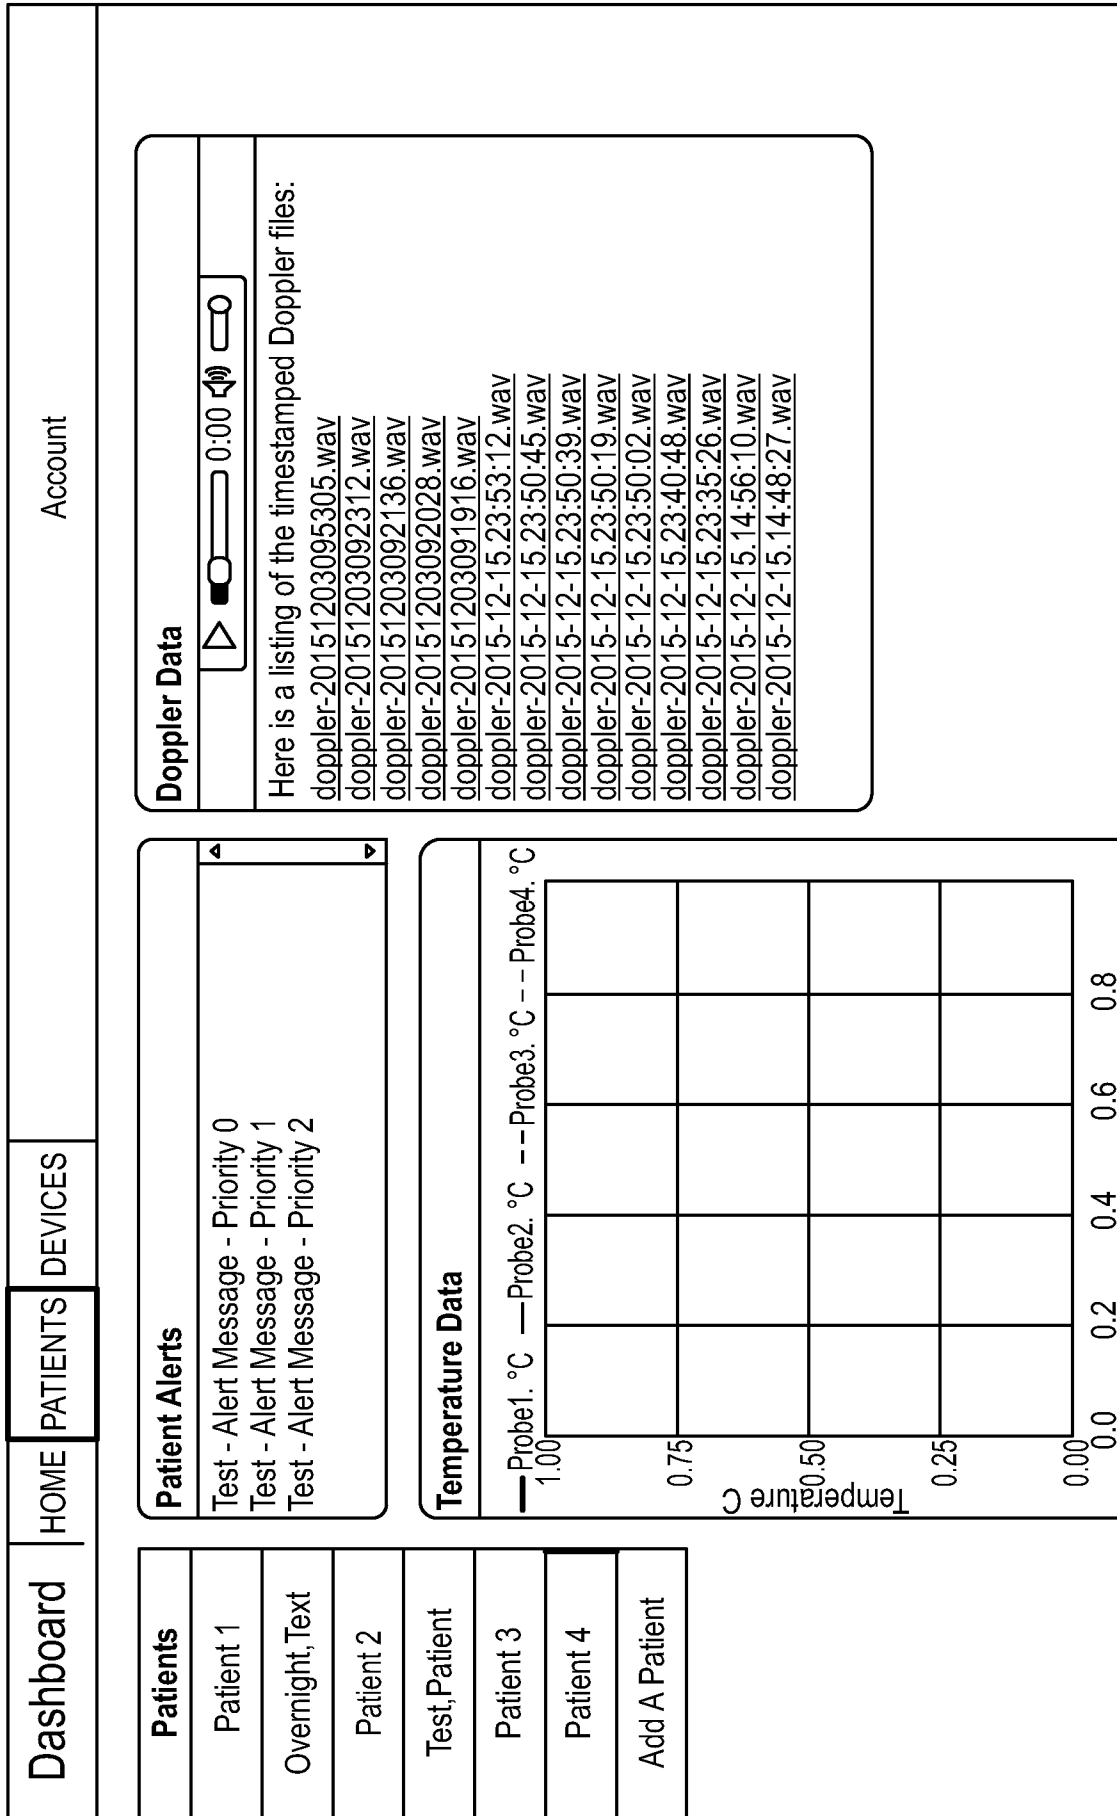 Dashboard
HOME
PATIENTS
DEVICES
Account
Patients
Patient 1
Overnight,Text
Patient 2
Test,Patient
Patient 3
Patient 4
Add A Patient
Patient Alerts
Test - Alert Message - Priority 0
Test - Alert Message - Priority 1
Test - Alert Message - Priority 2
Temperature Data
Probe1. °C Probe2. °C Probe3. °C Probe4. °C
1.00
0.75
0.50
0.25
0.00
Temperature C
0.0 0.2 0.4 0.6 0.8
Doppler Data
0:00
Here is a listing of the timestamped Doppler files:
doppler-20151203095305.wav
doppler-20151203092312.wav
doppler-20151203092136.wav
doppler-20151203092028.wav
doppler-20151203091916.wav
doppler-2015-12-15.23:53:12.wav
doppler-2015-12-15.23:50:45.wav
doppler-2015-12-15.23:50:39.wav
doppler-2015-12-15.23:50:19.wav
doppler-2015-12-15.23:50:02.wav
doppler-2015-12-15.23:40:48.wav
doppler-2015-12-15.23:35:26.wav
doppler-2015-12-15.14:56:10.wav
doppler-2015-12-15.14:48:27.wav